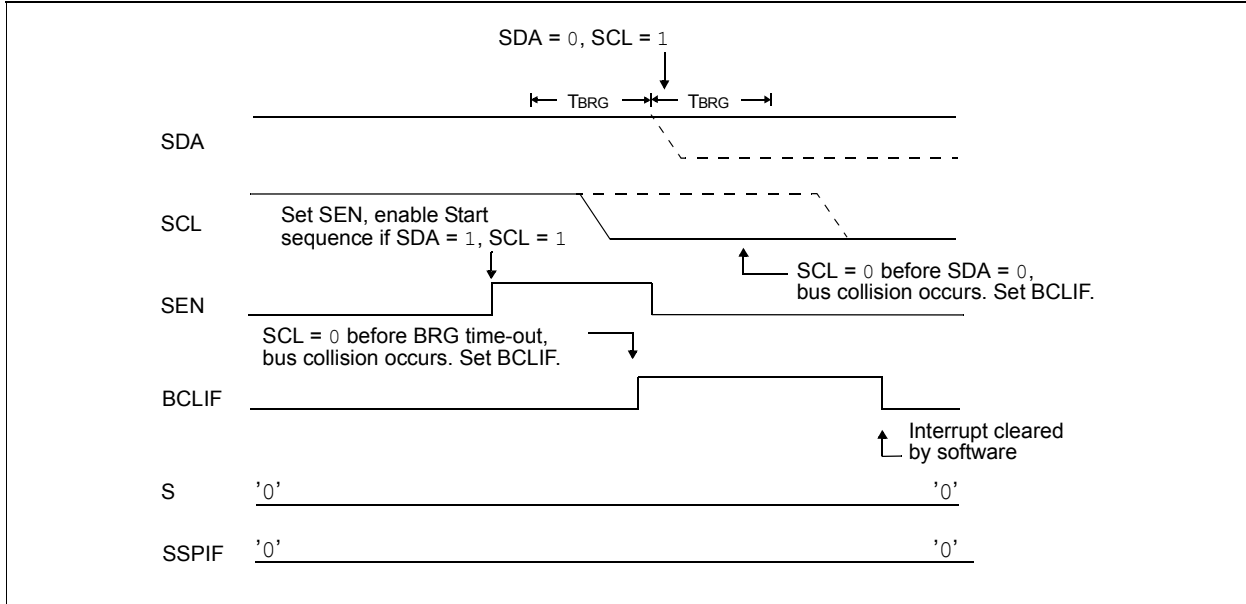 SDA = 0, SCL = 1
TBRG TBRG
SDA
SCL
Set SEN, enable Start
sequence if SDA = 1, SCL = 1
SCL = 0 before SDA = 0,
bus collision occurs. Set BCLIF.
SEN
SCL = 0 before BRG time-out,
bus collision occurs. Set BCLIF.
BCLIF
Interrupt cleared
by software
S '0' '0'
SSPIF '0' '0'